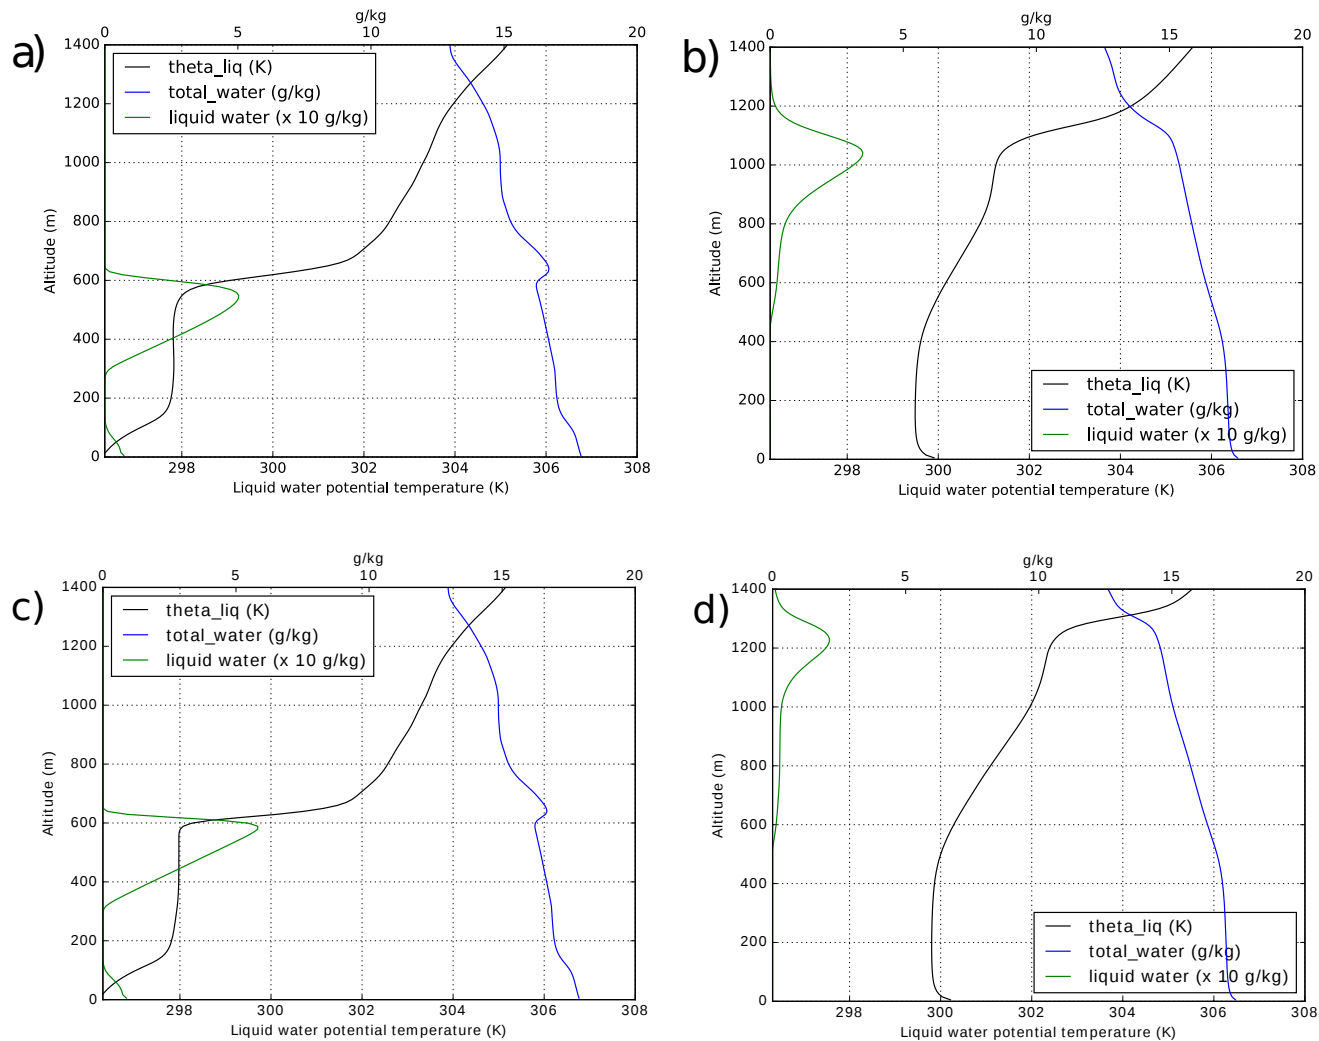 a)
g/kg
0 5 10 15 20
1400
1200
1000
800
600
400
200
0
Altitude (m)
theta_liq (K)
total_water (g/kg)
liquid water (x 10 g/kg)
298 300 302 304 306 308
Liquid water potential temperature (K)
b)
g/kg
0 5 10 15 20
1400
1200
1000
800
600
400
200
0
Altitude (m)
theta_liq (K)
total_water (g/kg)
liquid water (x 10 g/kg)
298 300 302 304 306 308
Liquid water potential temperature (K)
c)
g/kg
0 5 10 15 20
1400
1200
1000
800
600
400
200
0
Altitude (m)
theta_liq (K)
total_water (g/kg)
liquid water (x 10 g/kg)
298 300 302 304 306 308
Liquid water potential temperature (K)
d)
g/kg
0 5 10 15 20
1400
1200
1000
800
600
400
200
0
Altitude (m)
theta_liq (K)
total_water (g/kg)
liquid water (x 10 g/kg)
298 300 302 304 306 308
Liquid water potential temperature (K)